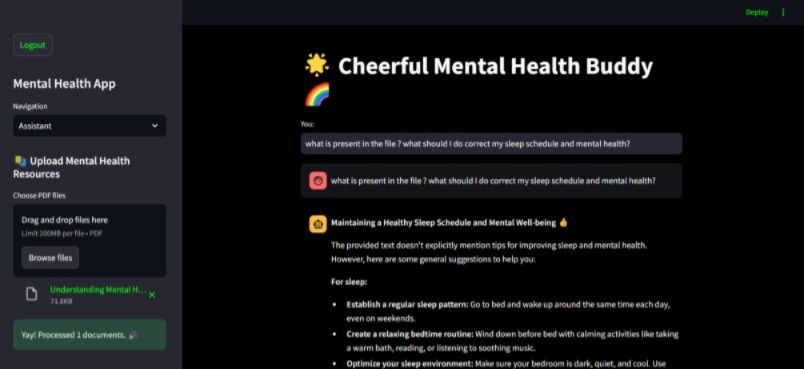 Deploy
Logout
Mental Health App
Navigation
Assistant
Upload Mental Health
Resources
Choose PDF files
Drag and drop files here
Limit 200MB per file • PDF
Browse files
Understanding Mental H...
71.8KB
Yay! Processed 1 documents.
Cheerful Mental Health Buddy
You:
what is present in the file ? what should I do correct my sleep schedule and mental health?
what is present in the file ? what should I do correct my sleep schedule and mental health?
Maintaining a Healthy Sleep Schedule and Mental Well-being
The provided text doesn't explicitly mention tips for improving sleep and mental health.
However, here are some general suggestions to help you:
For sleep:
• Establish a regular sleep pattern: Go to bed and wake up around the same time each day,
even on weekends.
• Create a relaxing bedtime routine: Wind down before bed with calming activities like taking
a warm bath, reading, or listening to soothing music.
• Optimize your sleep environment: Make sure your bedroom is dark, quiet, and cool. Use